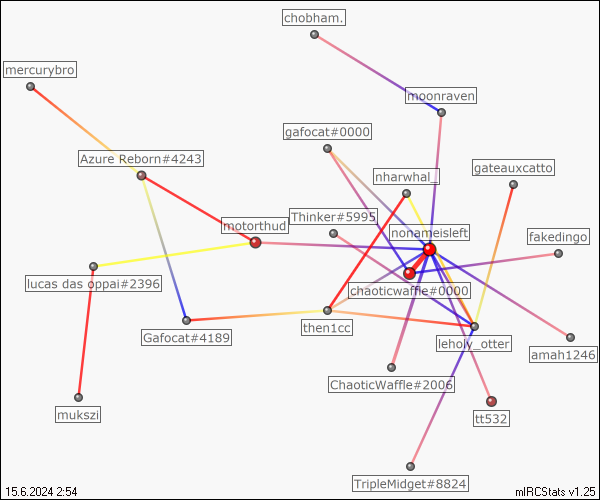 chobham.
mercurybro
moonraven
gafocat#0000
Azure Reborn#4243
nharwhal_
gateauxcatto
Thinker#5995
motorthud
nonameisleft
fakedingo
lucas das oppai#2396
chaoticwaffle#0000
Gafocat#4189
then1cc
leholy_otter
amah1246
ChaoticWaffle#2006
mukszi
tt532
TripleMidget#8824
15.6.2024 2:54
mIRCStats v1.25